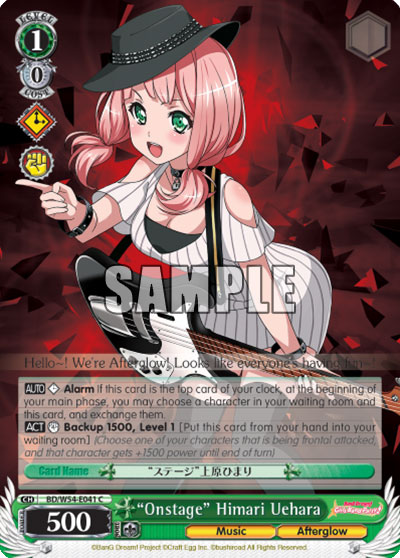 LEVEL
1
0
COST
SAMPLE
Hello~! We're Afterglow! Looks like everyone's having fun~!
AUTO Alarm If this card is the top card of your clock, at the beginning of
your main phase, you may choose a character in your waiting room and
this card, and exchange them.
ACT Backup 1500, Level 1 [Put this card from your hand into your
waiting room] (Choose one of your characters that is being frontal attacked,
and that character gets +1500 power until end of turn)
Card Name
“ステージ”上原ひまり
CH BD/W54-E041 C
500
“Onstage” Himari Uehara
Music
Afterglow
©BanG Dream! Project ©Craft Egg Inc. ©bushiroad All Rights Reserved.